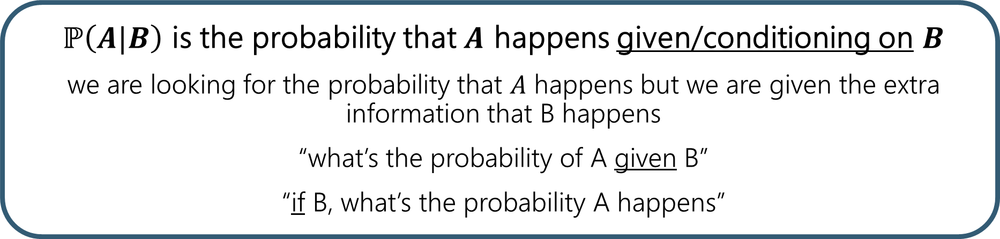 ℙ(A|B) is the probability that A happens given/conditioning on B
we are looking for the probability that A happens but we are given the extra
information that B happens
“what’s the probability of A given B”
“if B, what’s the probability A happens”